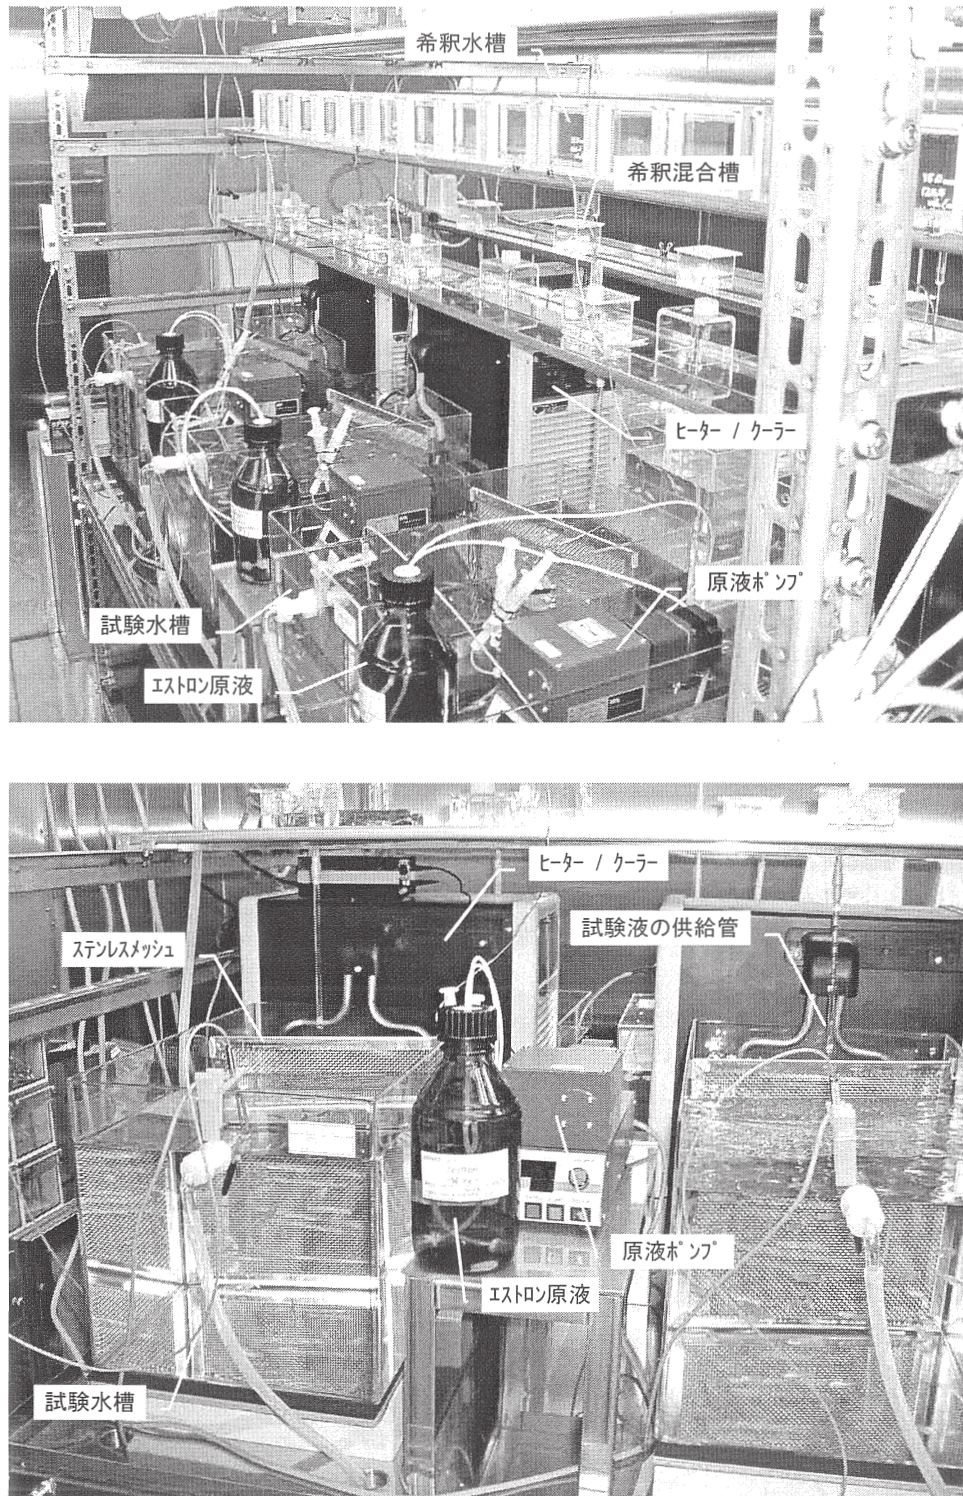 希釈水槽
希釈混合槽
ﾋｰﾀｰ / ｸｰﾗｰ
原液ﾎﾟﾝﾌﾟ
試験水槽
ｴｽﾄﾛﾝ原液
ﾋｰﾀｰ / ｸｰﾗｰ
試験液の供給管
ｽﾃﾝﾚｽﾒｯｼｭ
原液ﾎﾟﾝﾌﾟ
ｴｽﾄﾛﾝ原液
試験水槽